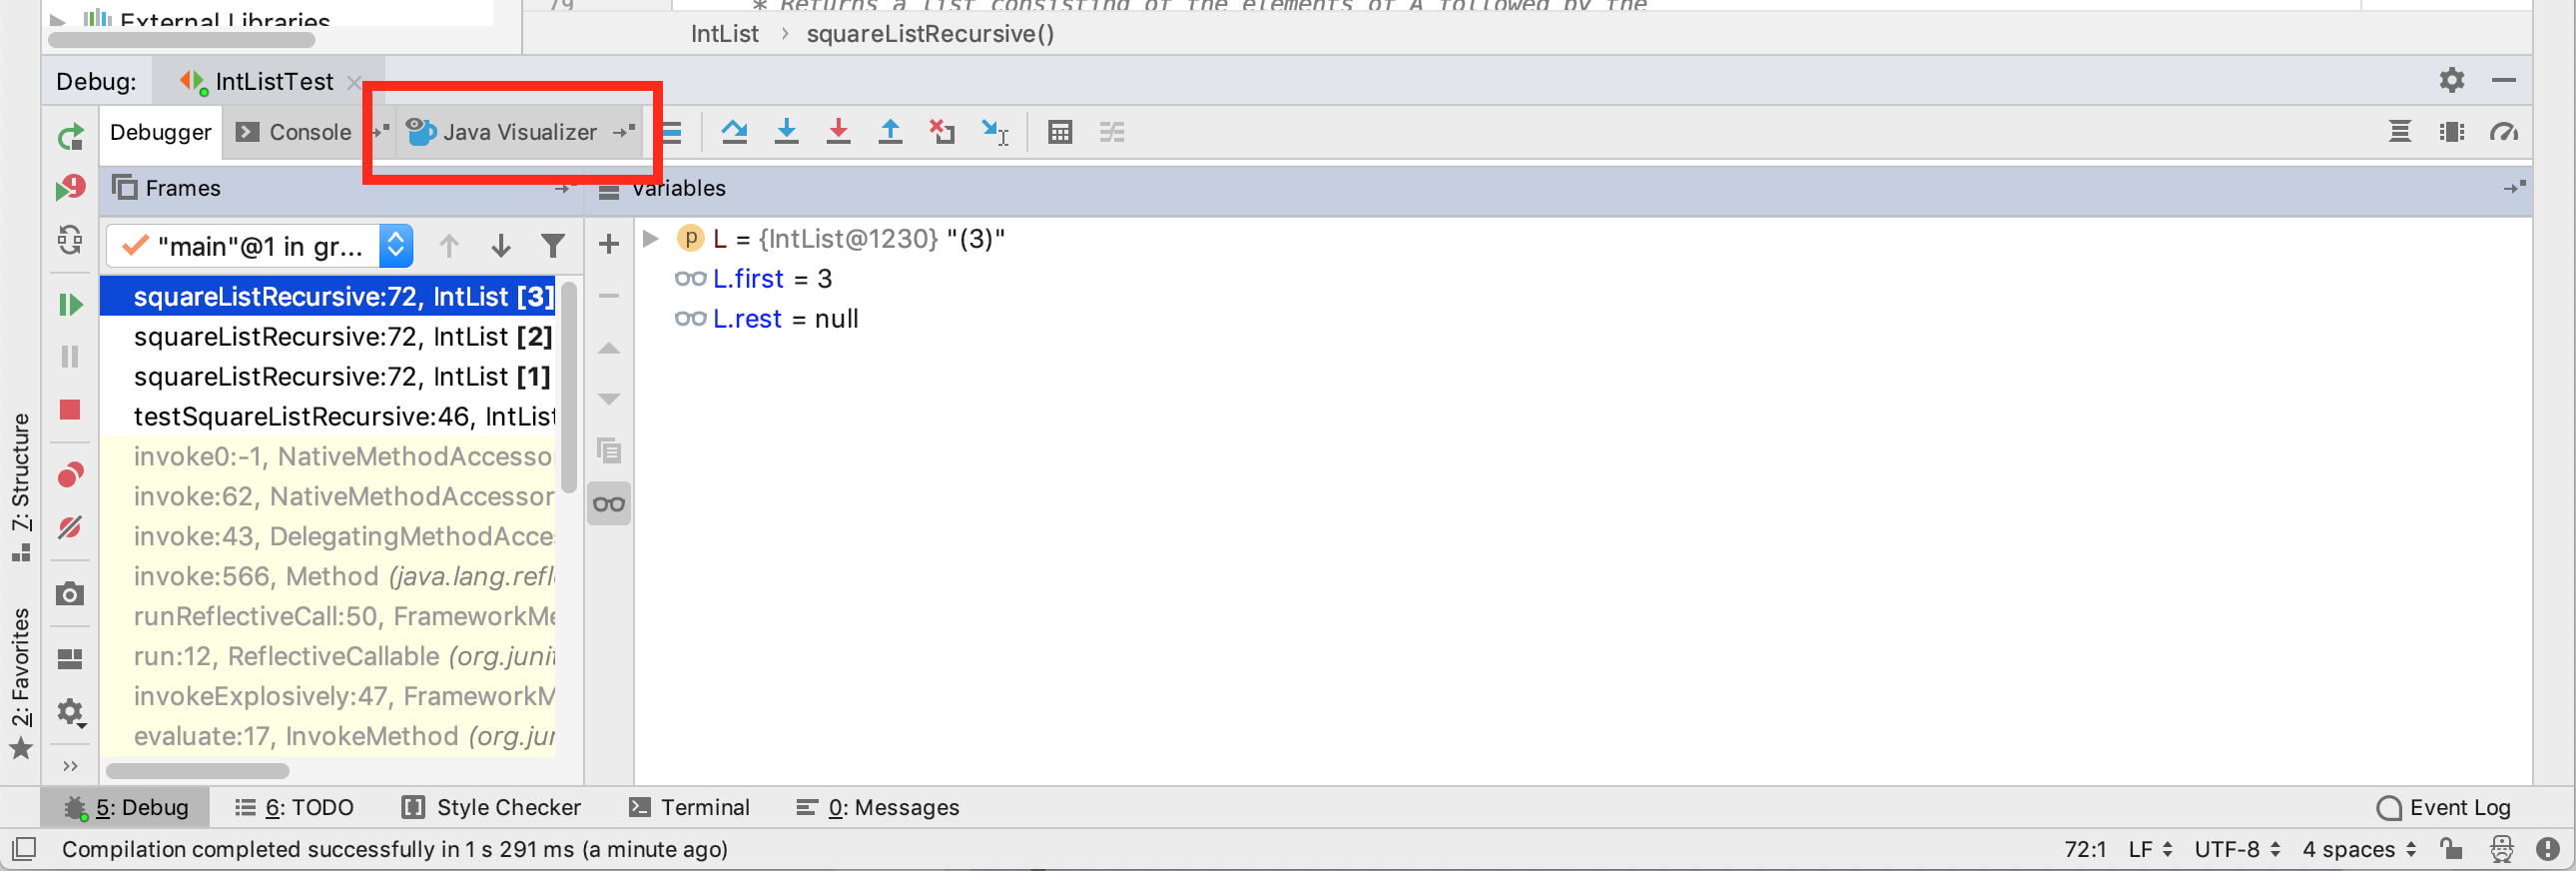 External Libraries
79
* Returns a list consisting of the elements of A followed by the
IntList › squareListRecursive()
Debug: IntListTest
Debugger Console Java Visualizer
Frames Variables
"main"@1 in gr...
squareListRecursive:72, IntList [3]
squareListRecursive:72, IntList [2]
squareListRecursive:72, IntList [1]
testSquareListRecursive:46, IntList
invoke0:-1, NativeMethodAccesso
invoke:62, NativeMethodAccessor
invoke:43, DelegatingMethodAcces
invoke:566, Method (java.lang.refl
runReflectiveCall:50, FrameworkMe
run:12, ReflectiveCallable (org.junit
invokeExplosively:47, FrameworkM
evaluate:17, InvokeMethod (org.jun
p L = {IntList@1230} "(3)"
L.first = 3
L.rest = null
7: Structure
2: Favorites
5: Debug 6: TODO Style Checker Terminal 0: Messages Event Log
Compilation completed successfully in 1 s 291 ms (a minute ago) 72:1 LF UTF-8 4 spaces